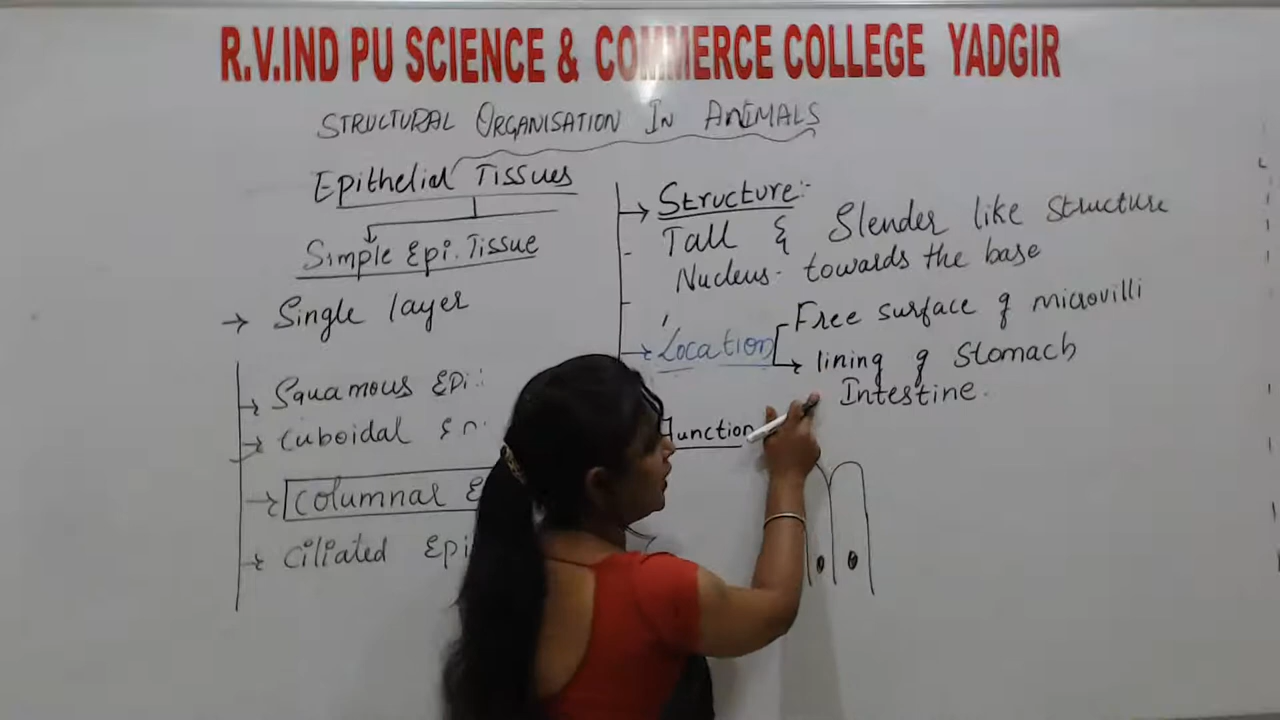 R.V.IND PU SCIENCE & COMMERCE COLLEGE YADGIR
STRUCTURAL ORGANISATION IN ANIMALS
Epithelial Tissues
Simple Epi. Tissue
→ Single layer
→ Squamous Epi:
→ Cuboidal
→ Columnar E
→ Ciliated Epi
→ Structure:-
Tall & Slender like structure
Nucleus towards the base
→ Location
Free surface of microvilli
→ lining of Stomach
Intestine.
Function